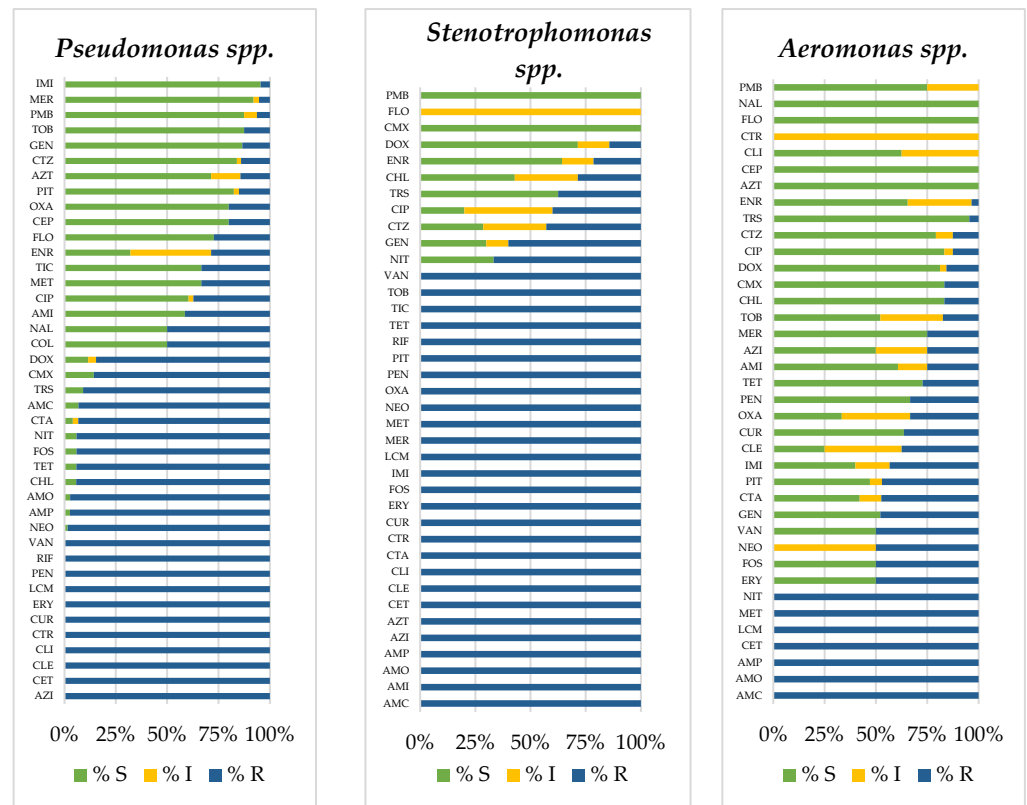 Pseudomonas spp.
IMI
MER
PMB
TOB
GEN
CTZ
AZT
PIT
OXA
CEP
FLO
ENR
TIC
MET
CIP
AMI
NAL
COL
DOX
CMX
TRS
AMC
CTA
NIT
FOS
TET
CHL
AMO
AMP
NEO
VAN
RIF
PEN
LCM
ERY
CUR
CTR
CLI
CLE
CET
AZI
0% 25% 50% 75% 100%
% S % I % R
Stenotrophomonas
spp.
PMB
FLO
CMX
DOX
ENR
CHL
TRS
CIP
CTZ
GEN
NIT
VAN
TOB
TIC
TET
RIF
PIT
PEN
OXA
NEO
MET
MER
LCM
IMI
FOS
ERY
CUR
CTR
CTA
CLI
CLE
CET
AZT
AZI
AMP
AMO
AMI
AMC
0% 25% 50% 75% 100%
% S % I % R
Aeromonas spp.
PMB
NAL
FLO
CTR
CLI
CEP
AZT
ENR
TRS
CTZ
CIP
DOX
CMX
CHL
TOB
MER
AZI
AMI
TET
PEN
OXA
CUR
CLE
IMI
PIT
CTA
GEN
VAN
NEO
FOS
ERY
NIT
MET
LCM
CET
AMP
AMO
AMC
0% 25% 50% 75% 100%
% S % I % R